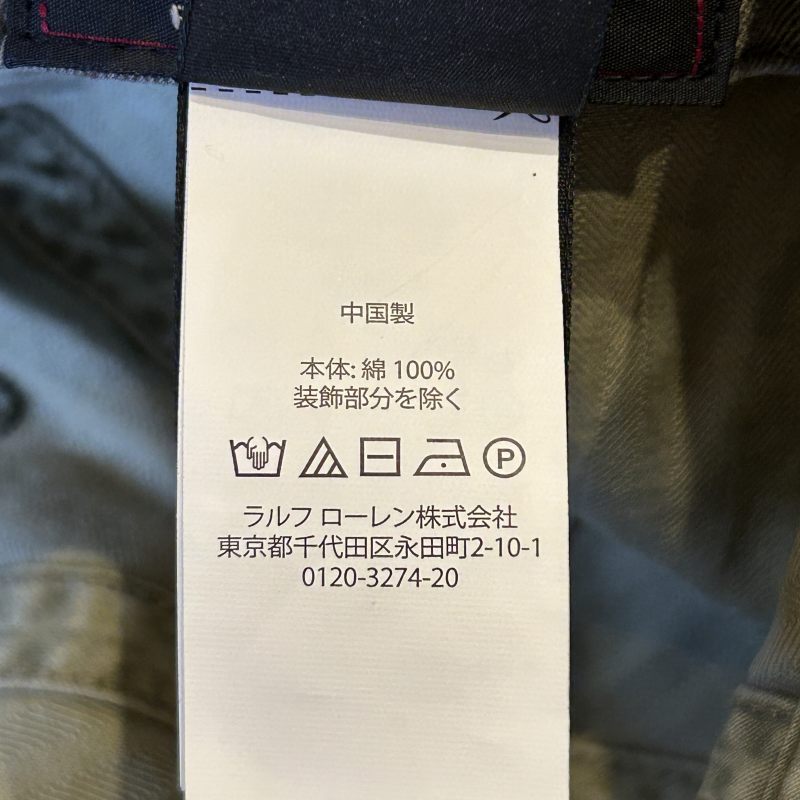 中国製
本体: 綿 100%
装飾部分を除く
P
ラルフ ローレン株式会社
東京都千代田区永田町2-10-1
0120-3274-20